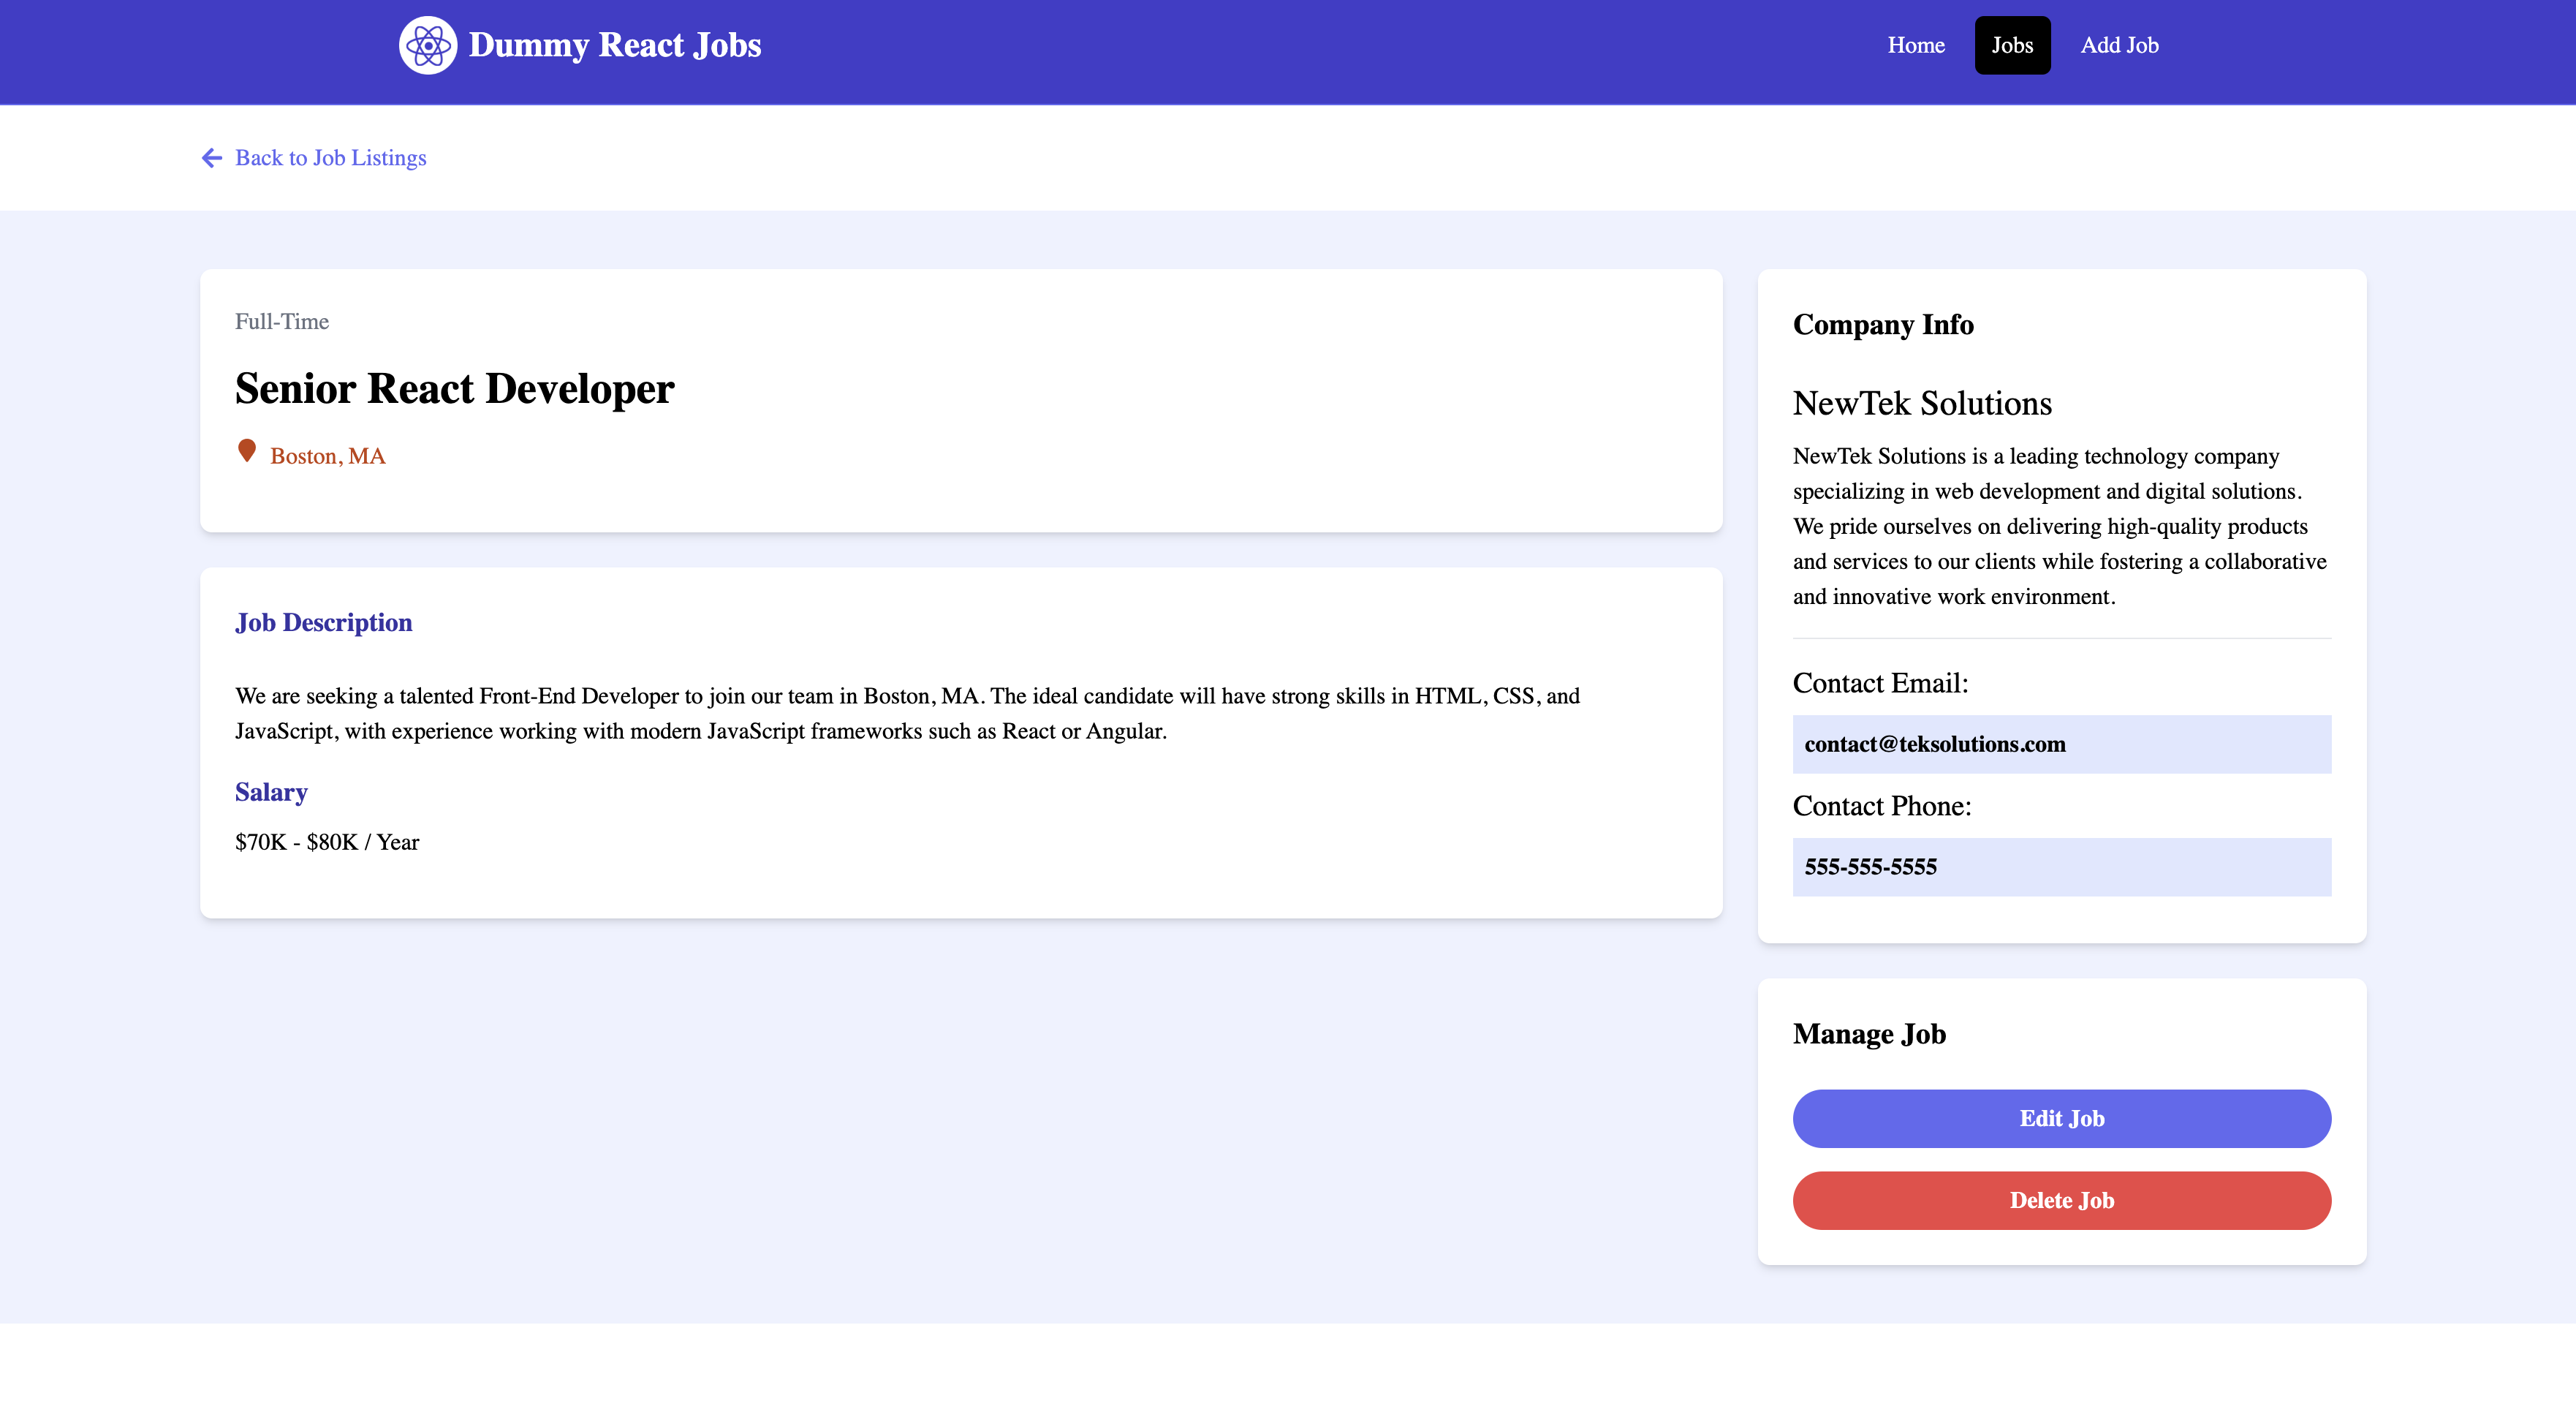 Dummy React Jobs
Home
Jobs
Add Job
Back to Job Listings
Full-Time
Senior React Developer
Boston, MA
Job Description
We are seeking a talented Front-End Developer to join our team in Boston, MA. The ideal candidate will have strong skills in HTML, CSS, and
JavaScript, with experience working with modern JavaScript frameworks such as React or Angular.
Salary
$70K - $80K / Year
Company Info
NewTek Solutions
NewTek Solutions is a leading technology company
specializing in web development and digital solutions.
We pride ourselves on delivering high-quality products
and services to our clients while fostering a collaborative
and innovative work environment.
Contact Email:
contact@teksolutions.com
Contact Phone:
555-555-5555
Manage Job
Edit Job
Delete Job